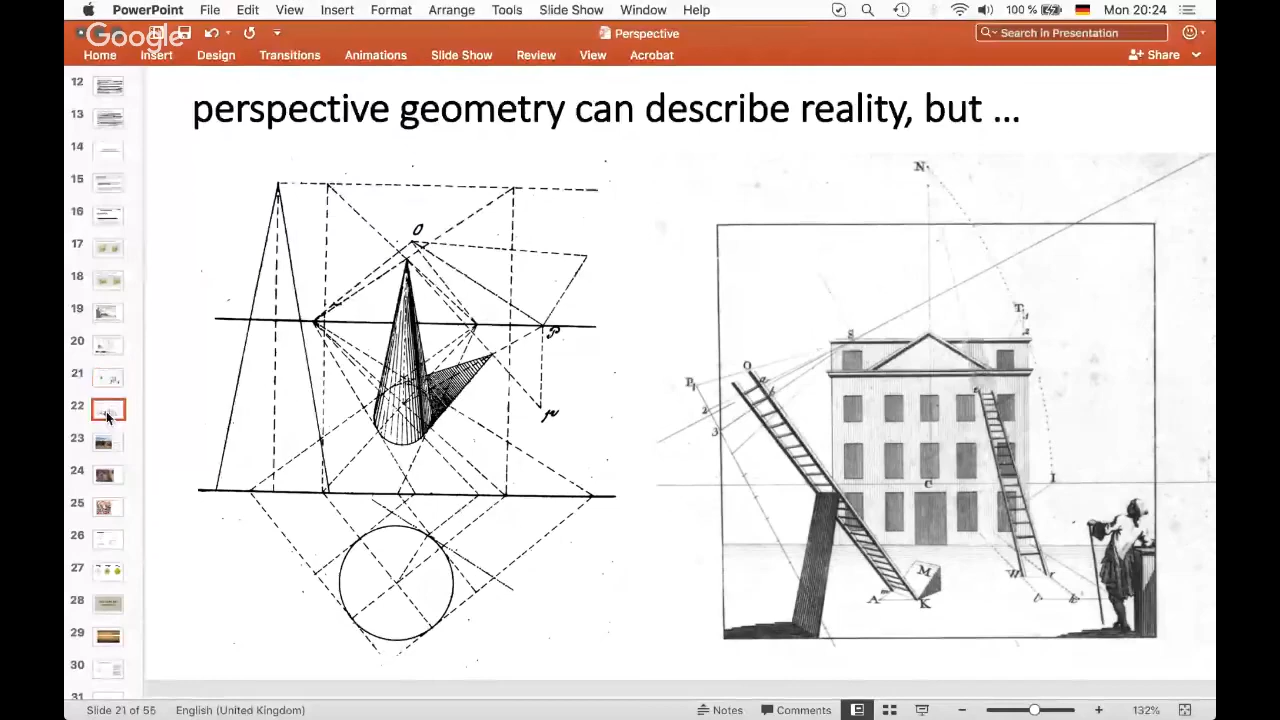 PowerPoint File Edit View Insert Format Arrange Tools Slide Show Window Help 100 % Mon 20:24
Google
Perspective
Search in Presentation
Home Insert Design Transitions Animations Slide Show Review View Acrobat
Share
12
13
14
15
16
17
18
19
20
21
22
23
24
25
26
27
28
29
30
31
perspective geometry can describe reality, but ...
O
P
N
T
S
P
O
a
b
2
3
C
I
M
A
m
K
W
r
Slide 21 of 55 English (United Kingdom)
Notes Comments
132%